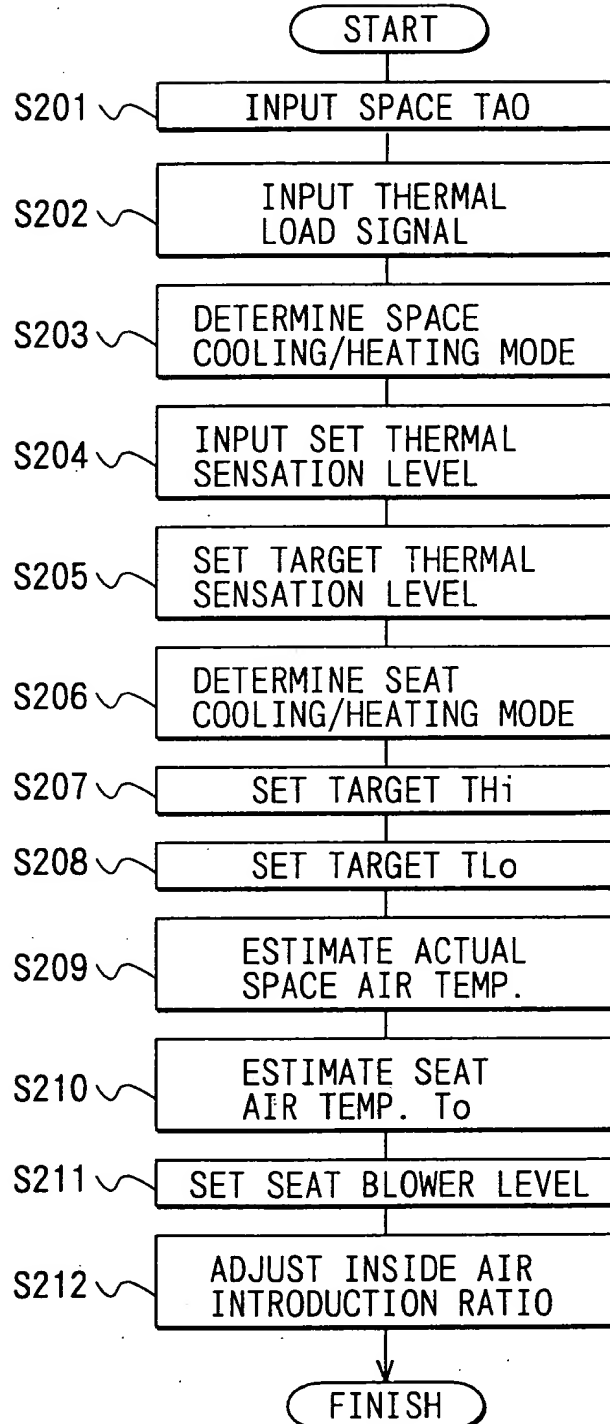 START
S201
INPUT SPACE TAO
S202
INPUT THERMAL
LOAD SIGNAL
S203
DETERMINE SPACE
COOLING/HEATING MODE
S204
INPUT SET THERMAL
SENSATION LEVEL
S205
SET TARGET THERMAL
SENSATION LEVEL
S206
DETERMINE SEAT
COOLING/HEATING MODE
S207
SET TARGET THi
S208
SET TARGET TLo
S209
ESTIMATE ACTUAL
SPACE AIR TEMP.
S210
ESTIMATE SEAT
AIR TEMP. To
S211
SET SEAT BLOWER LEVEL
S212
ADJUST INSIDE AIR
INTRODUCTION RATIO
FINISH